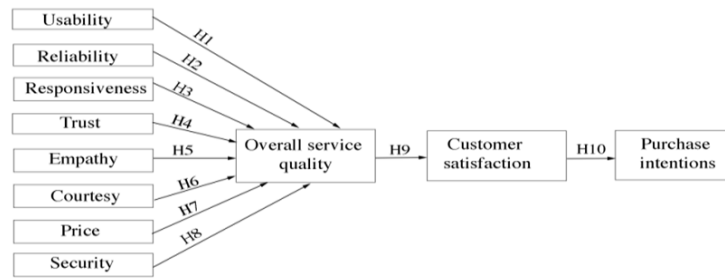 Usability
H1
Reliability
H2
Responsiveness
H3
Trust
H4
Empathy
H5
Courtesy
H6
Price
H7
Security
H8
Overall service
quality
H9
Customer
satisfaction
H10
Purchase
intentions